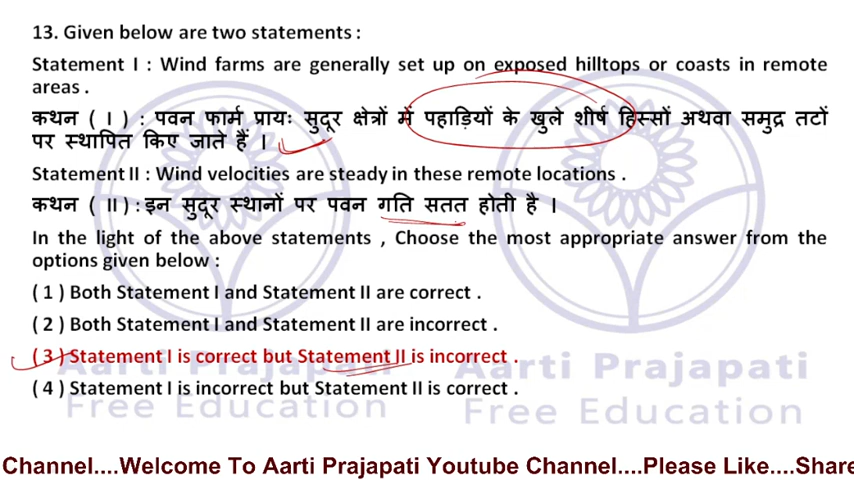 13. Given below are two statements :
Statement I : Wind farms are generally set up on exposed hilltops or coasts in remote
areas .
कथन ( I ) : पवन फार्म प्रायः सुदूर क्षेत्रों में पहाड़ियों के खुले शीर्ष हिस्सों अथवा समुद्र तटों
पर स्थापित किए जाते हैं ।
Statement II : Wind velocities are steady in these remote locations .
कथन ( II ) : इन सुदूर स्थानों पर पवन गति सतत होती है ।
In the light of the above statements , Choose the most appropriate answer from the
options given below :
( 1 ) Both Statement I and Statement II are correct .
( 2 ) Both Statement I and Statement II are incorrect .
( 3 ) Statement I is correct but Statement II is incorrect .
Aarti Prajapati Aarti Prajapati
( 4 ) Statement I is incorrect but Statement II is correct .
Free Education Free Education
Channel....Welcome To Aarti Prajapati Youtube Channel....Please Like....Share